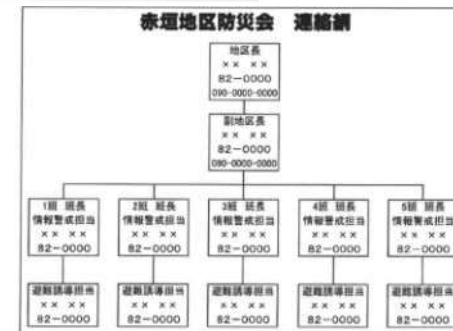 赤垣地区防災会 連絡網
地区長
×× ××
82-0000
090-0000-0000
副地区長
×× ××
82-0000
090-0000-0000
1班 班長
情報警戒担当
×× ××
82-0000
2班 班長
情報警戒担当
×× ××
82-0000
3班 班長
情報警戒担当
×× ××
82-0000
4班 班長
情報警戒担当
×× ××
82-0000
5班 班長
情報警戒担当
×× ××
82-0000
避難誘導担当
×× ××
82-0000
避難誘導担当
×× ××
82-0000
避難誘導担当
×× ××
82-0000
避難誘導担当
×× ××
82-0000
避難誘導担当
×× ××
82-0000